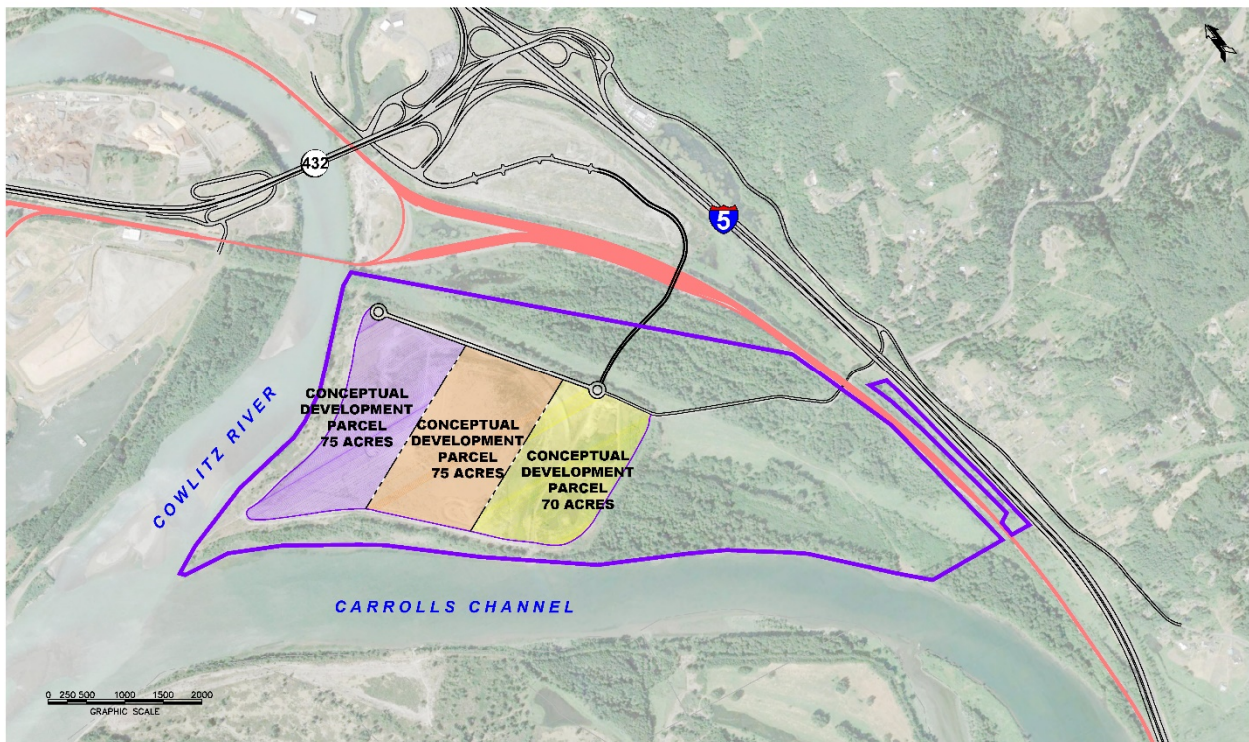 432
5
CONCEPTUAL
DEVELOPMENT
PARCEL
75 ACRES
CONCEPTUAL
DEVELOPMENT
PARCEL
75 ACRES
CONCEPTUAL
DEVELOPMENT
PARCEL
70 ACRES
COWLITZ RIVER
CARROLLS CHANNEL
0 250 500 1000 1500 2000
GRAPHIC SCALE